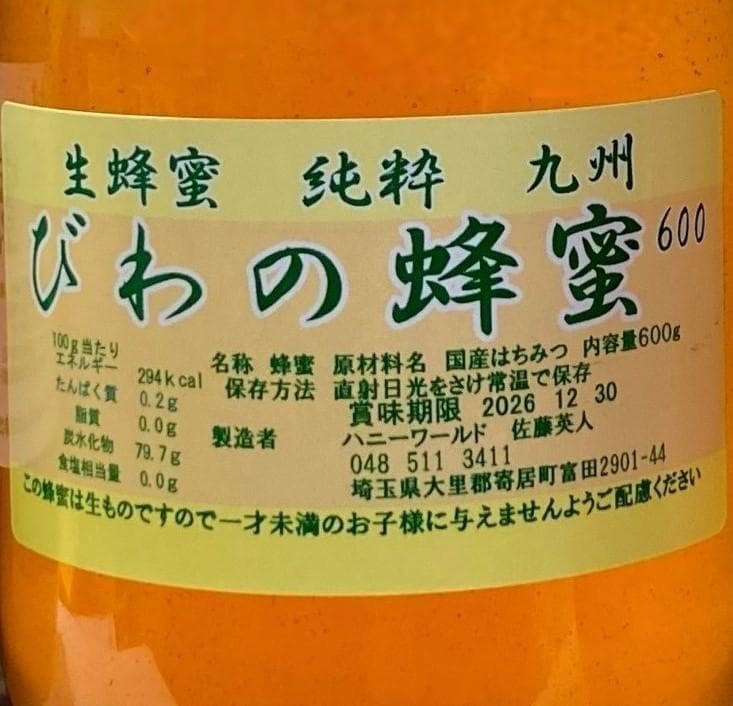 生蜂蜜 純粋 九州
びわの蜂蜜 600
100g当たり
エネルギー 294kcal
たんぱく質 0.2g
脂質 0.0g
炭水化物 79.7g
食塩相当量 0.0g
名称 蜂蜜 原材料名 国産はちみつ 内容量600g
保存方法 直射日光をさけ常温で保存
賞味期限 2026 12 30
製造者 ハニーワールド 佐藤英人
048 511 3411
埼玉県大里郡寄居町富田2901-44
この蜂蜜は生ものですので一才未満のお子様に与えませんようご配慮ください